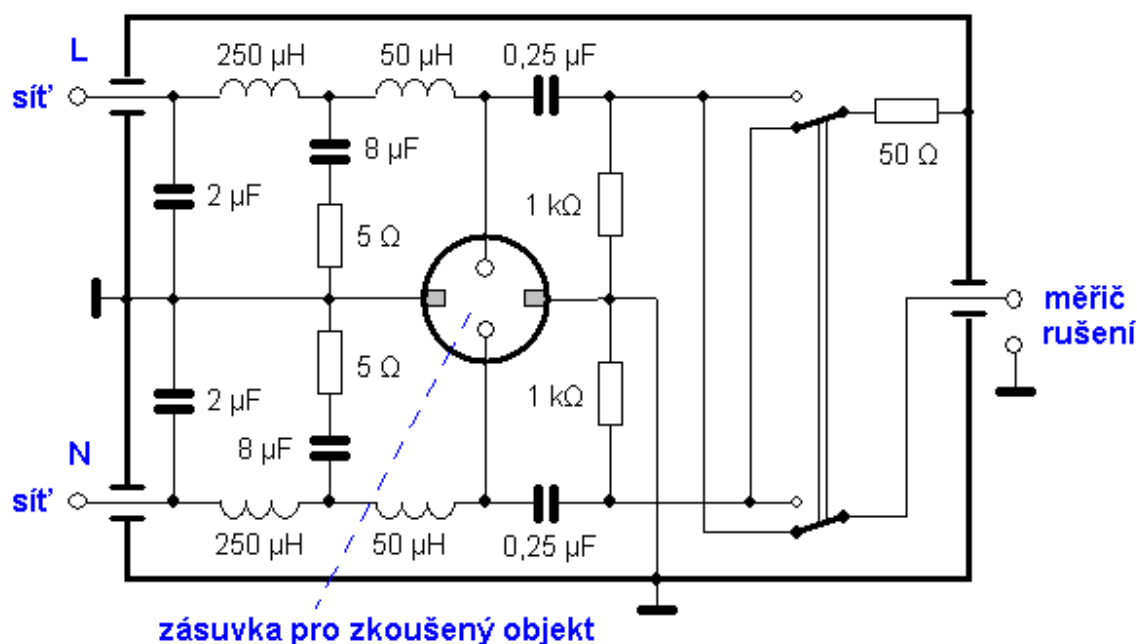 L
síť
250 µH
50 µH
0,25 µF
8 µF
50 Ω
2 µF
5 Ω
1 kΩ
měřič
rušení
5 Ω
2 µF
1 kΩ
8 µF
N
síť
250 µH
50 µH
0,25 µF
zásuvka pro zkoušený objekt